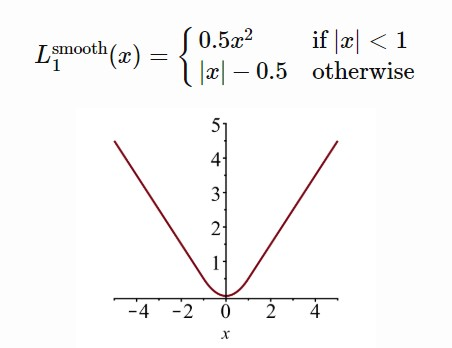 L₁^smooth(x) = { 0.5x² if |x| < 1
|x| − 0.5 otherwise
5
4
3
2
1
−4 −2 0 2 4
x